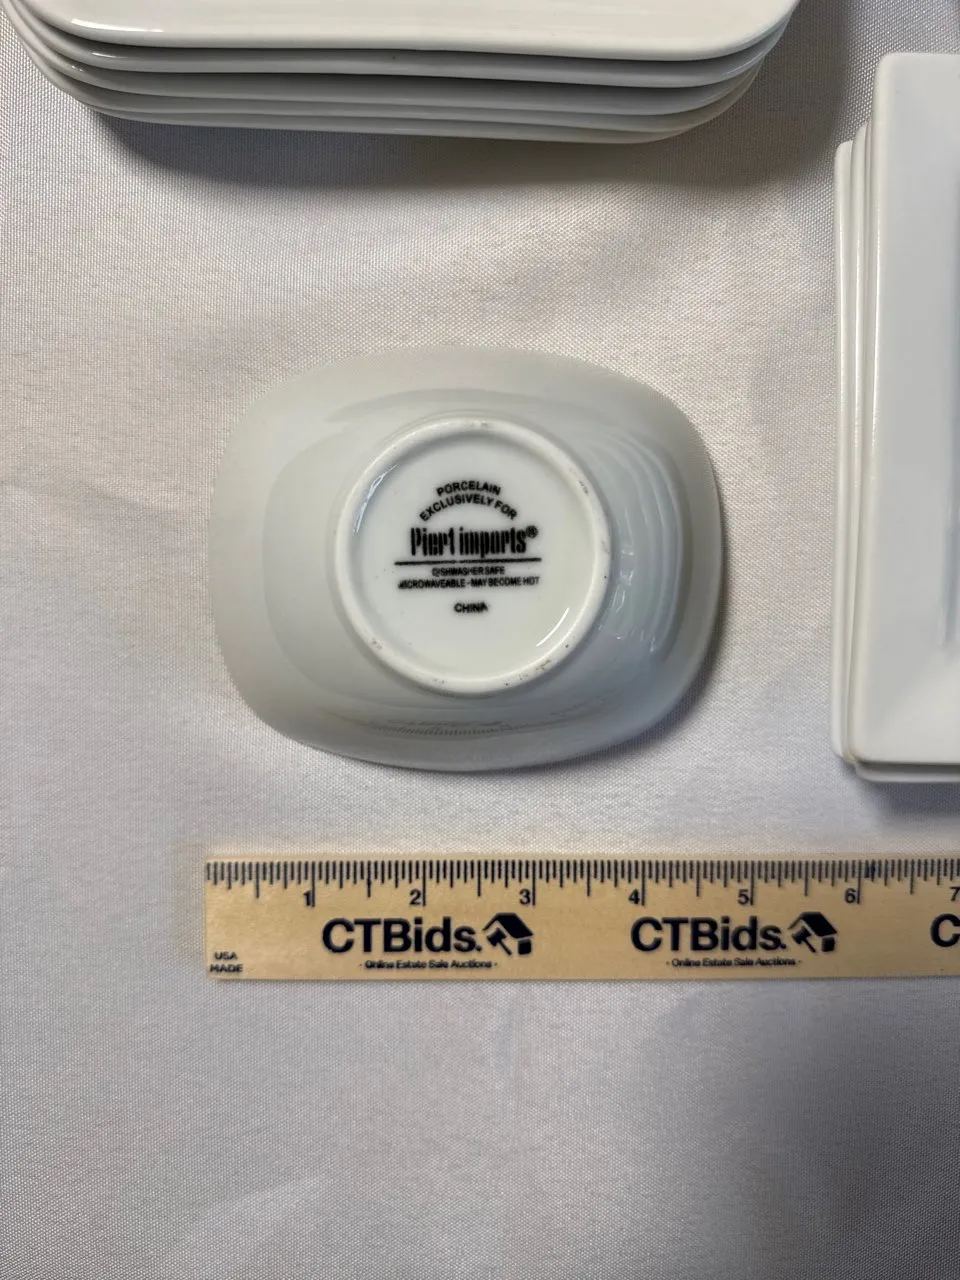 PORCELAIN
EXCLUSIVELY FOR
Pier1 imports®
DISHWASHER SAFE
MICROWAVEABLE - MAY BECOME HOT
CHINA
1 2 3 4 5 6 7
CTBids. CTBids. C
- Online Estate Sale Auctions - - Online Estate Sale Auctions -
USA
MADE